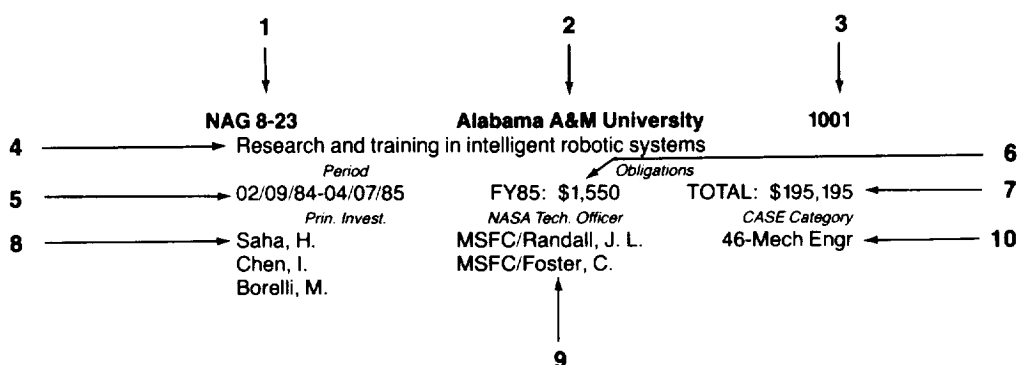 1 2 3
NAG 8-23 Alabama A&M University 1001
4 Research and training in intelligent robotic systems
6
Period Obligations
5 02/09/84-04/07/85 FY85: $1,550 TOTAL: $195,195 7
Prin. Invest. NASA Tech. Officer CASE Category
8 Saha, H. MSFC/Randall, J. L. 46-Mech Engr 10
Chen, I. MSFC/Foster, C.
Borelli, M.
9